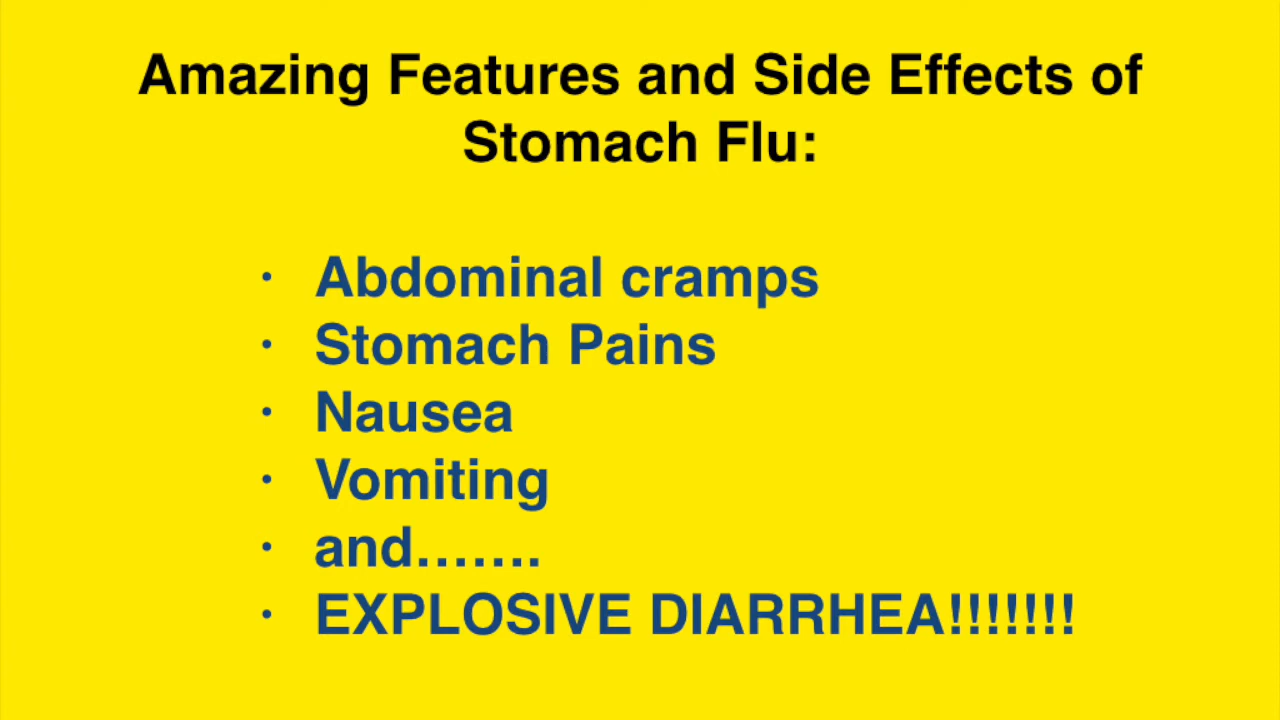 Amazing Features and Side Effects of
Stomach Flu:
· Abdominal cramps
· Stomach Pains
· Nausea
· Vomiting
· and…….
· EXPLOSIVE DIARRHEA!!!!!!!